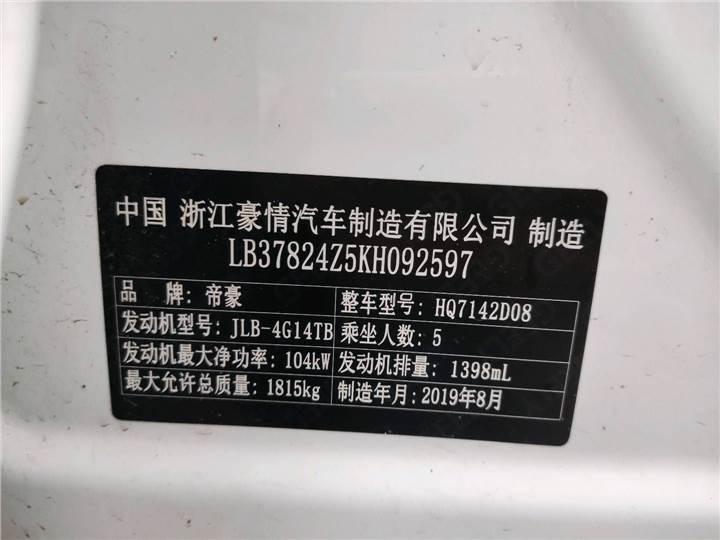 中国 浙江豪情汽车制造有限公司 制造
LB37824Z5KH092597
品 牌: 帝豪 整车型号: HQ7142D08
发动机型号: JLB-4G14TB 乘坐人数: 5
发动机最大净功率: 104kW 发动机排量: 1398mL
最大允许总质量: 1815kg 制造年月: 2019年8月